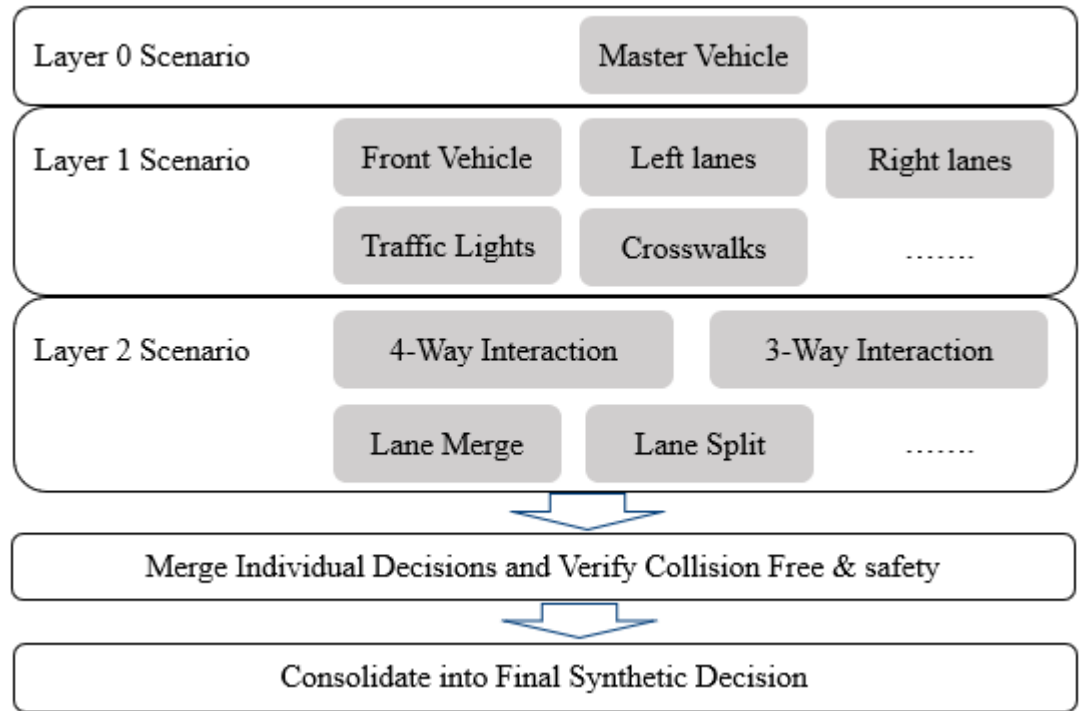 Layer 0 Scenario Master Vehicle
Layer 1 Scenario Front Vehicle Left lanes Right lanes
Traffic Lights Crosswalks …….
Layer 2 Scenario 4-Way Interaction 3-Way Interaction
Lane Merge Lane Split …….
Merge Individual Decisions and Verify Collision Free & safety
Consolidate into Final Synthetic Decision